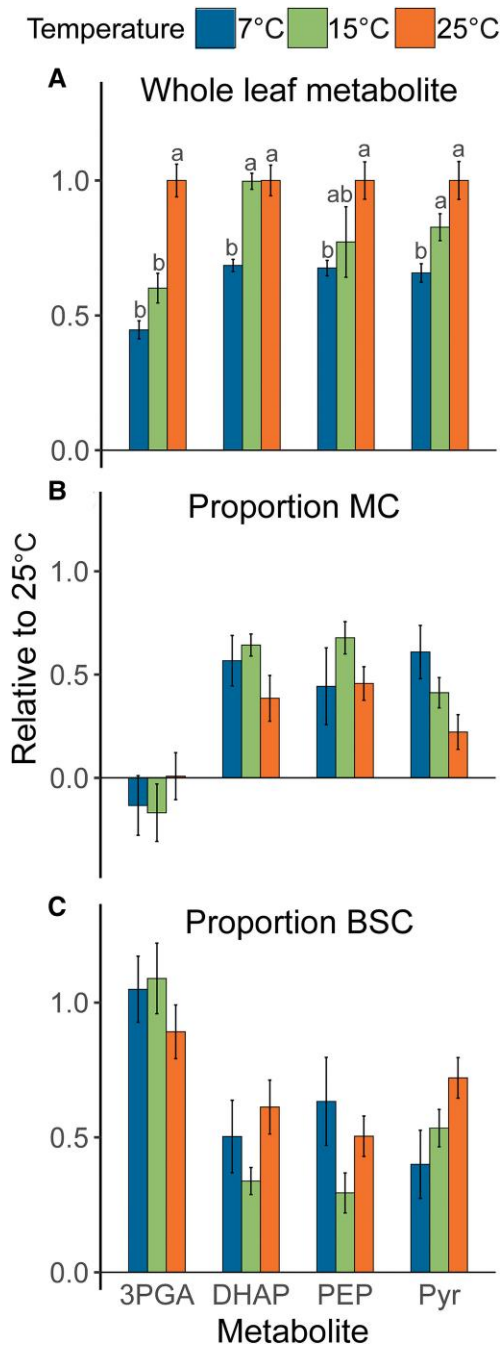 Temperature 7°C 15°C 25°C
A Whole leaf metabolite
a a a a a
ab a
b b b b b
1.0
0.5
0.0
B Proportion MC
1.0
0.5
0.0
Relative to 25°C
C Proportion BSC
1.0
0.5
0.0
3PGA DHAP PEP Pyr
Metabolite